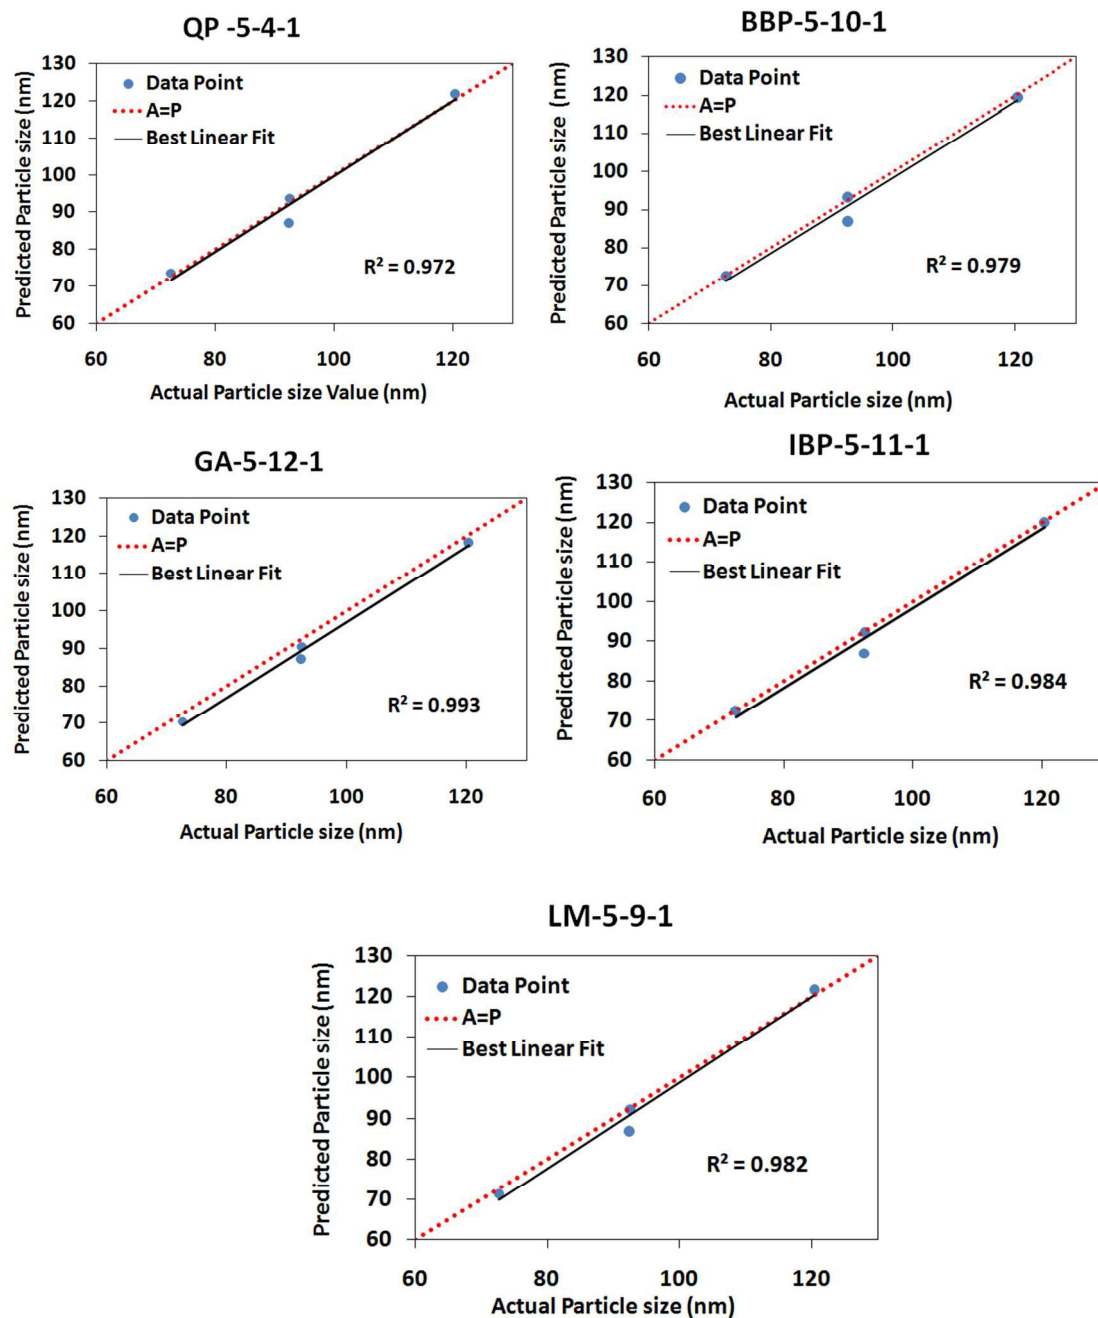 QP -5-4-1
Predicted Particle size (nm)
130
120
110
100
90
80
70
60
Data Point
A=P
Best Linear Fit
R² = 0.972
60 80 100 120
Actual Particle size Value (nm)
BBP-5-10-1
Predicted Particle size (nm)
130
120
110
100
90
80
70
60
Data Point
A=P
Best Linear Fit
R² = 0.979
60 80 100 120
Actual Particle size (nm)
GA-5-12-1
Predicted Particle size (nm)
130
120
110
100
90
80
70
60
Data Point
A=P
Best Linear Fit
R² = 0.993
60 80 100 120
Actual Particle size (nm)
IBP-5-11-1
Predicted Particle size (nm)
130
120
110
100
90
80
70
60
Data Point
A=P
Best Linear Fit
R² = 0.984
60 80 100 120
Actual Particle size (nm)
LM-5-9-1
Predicted Particle size (nm)
130
120
110
100
90
80
70
60
Data Point
A=P
Best Linear Fit
R² = 0.982
60 80 100 120
Actual Particle size (nm)